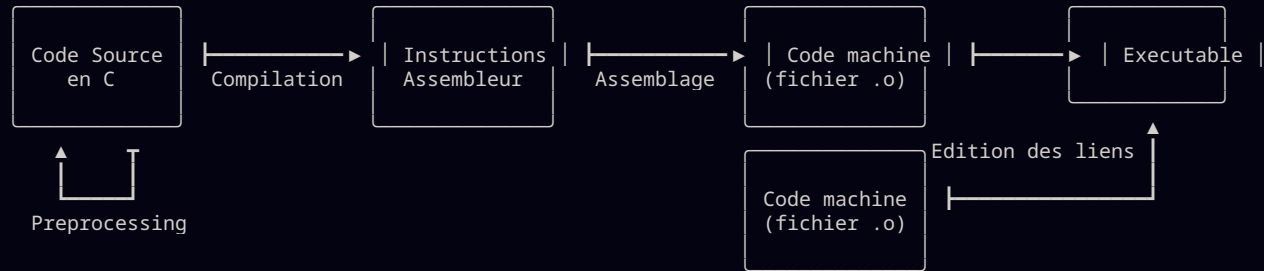 Code Source
en C
Compilation
Instructions
Assembleur
Assemblage
Code machine
(fichier .o)
Executable
Edition des liens
Preprocessing
Code machine
(fichier .o)